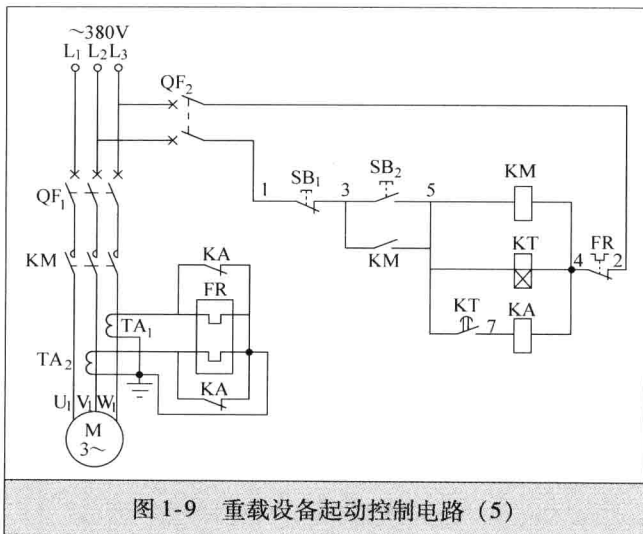 ~380V
L1 L2 L3
QF2
1
SB1
3
SB2
5
KM
QF1
KM
KT
4
FR
2
KM
KA
FR
KT
7
KA
TA1
TA2
KA
U1 V1 W1
M
3~
图 1-9 重载设备起动控制电路 (5)